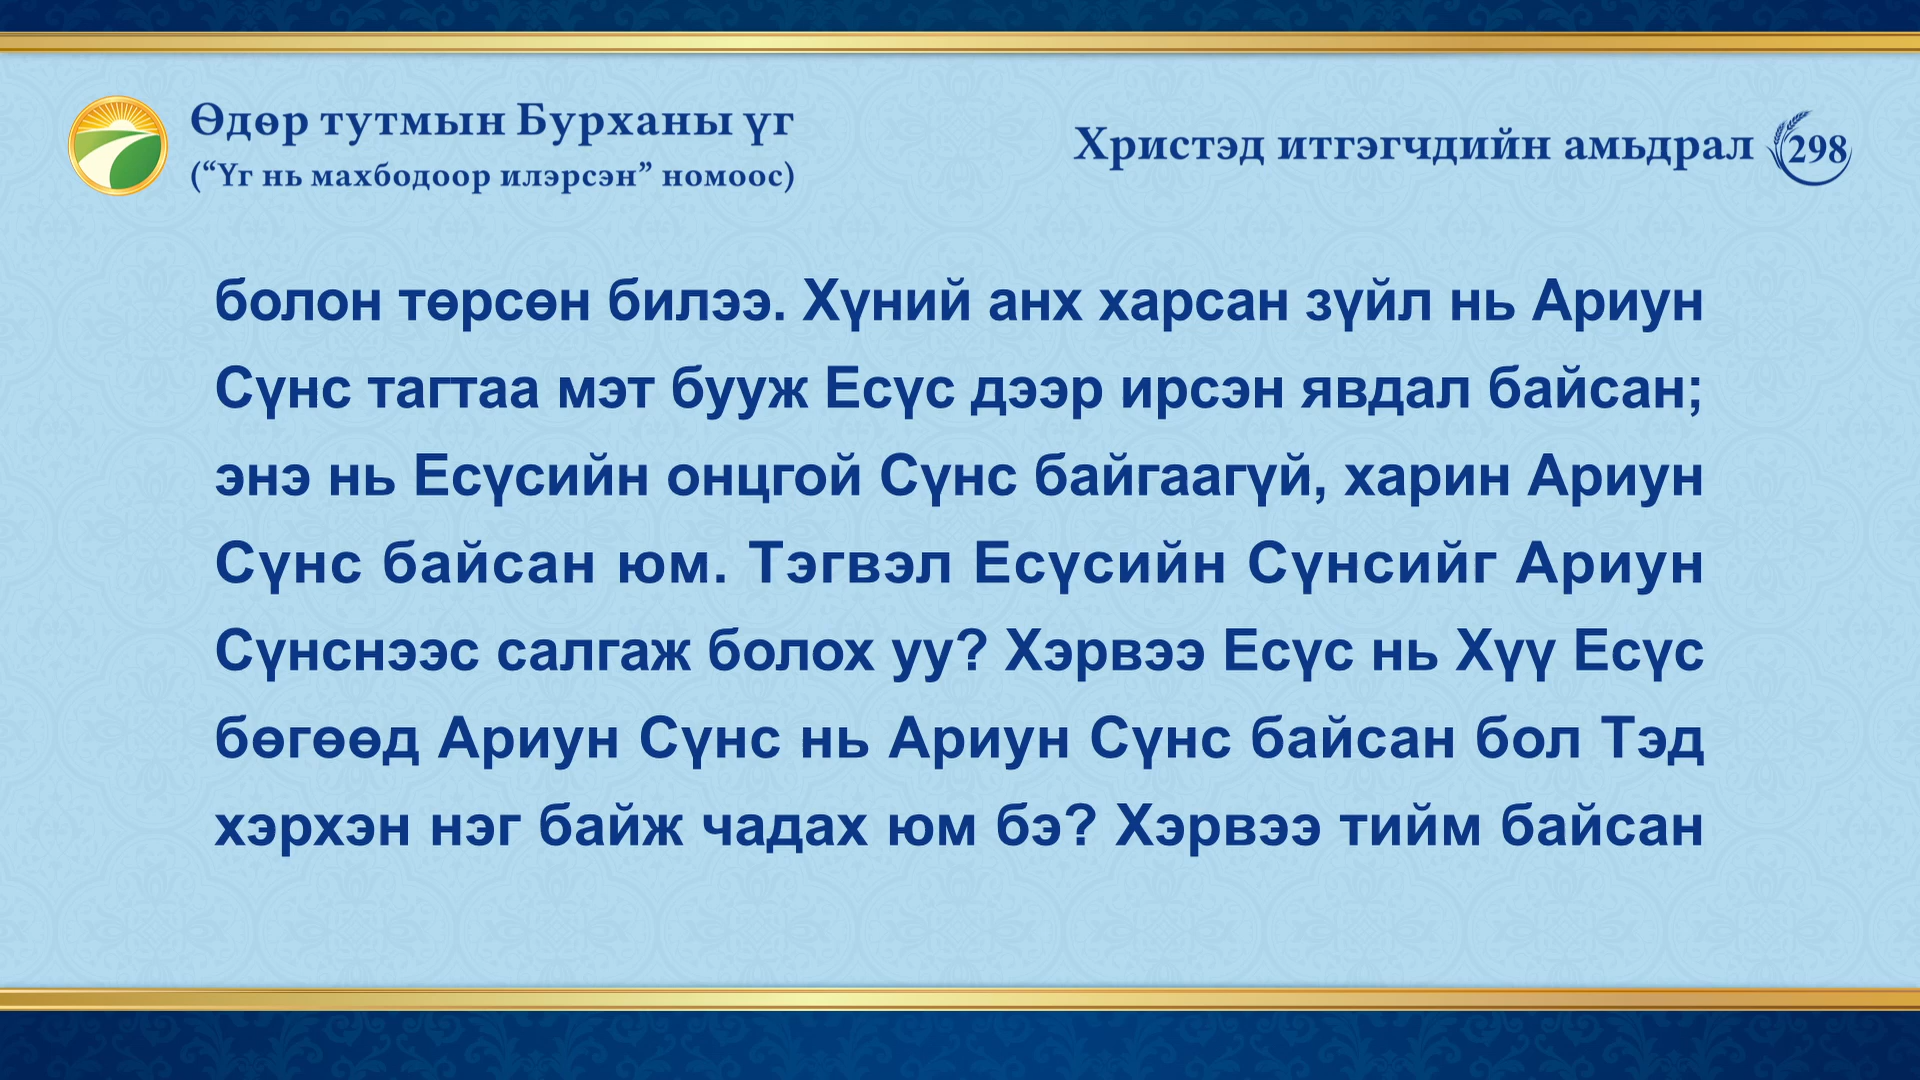 Өдөр тутмын Бурханы үг
(“Үг нь махбодоор илэрсэн” номоос)
Христэд итгэгчдийн амьдрал 298
болон төрсөн билээ. Хүний анх харсан зүйл нь Ариун
Сүнс тагтаа мэт бууж Есүс дээр ирсэн явдал байсан;
энэ нь Есүсийн онцгой Сүнс байгаагүй, харин Ариун
Сүнс байсан юм. Тэгвэл Есүсийн Сүнсийг Ариун
Сүнснээс салгаж болох уу? Хэрвээ Есүс нь Хүү Есүс
бөгөөд Ариун Сүнс нь Ариун Сүнс байсан бол Тэд
хэрхэн нэг байж чадах юм бэ? Хэрвээ тийм байсан